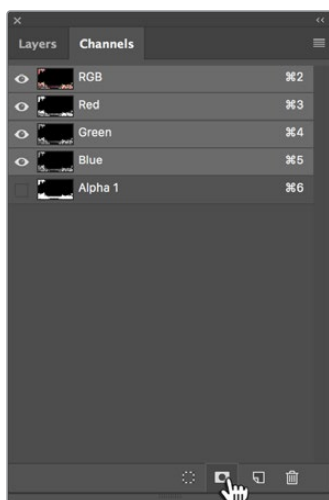 Layers Channels
RGB ⌘2
Red ⌘3
Green ⌘4
Blue ⌘5
Alpha 1 ⌘6